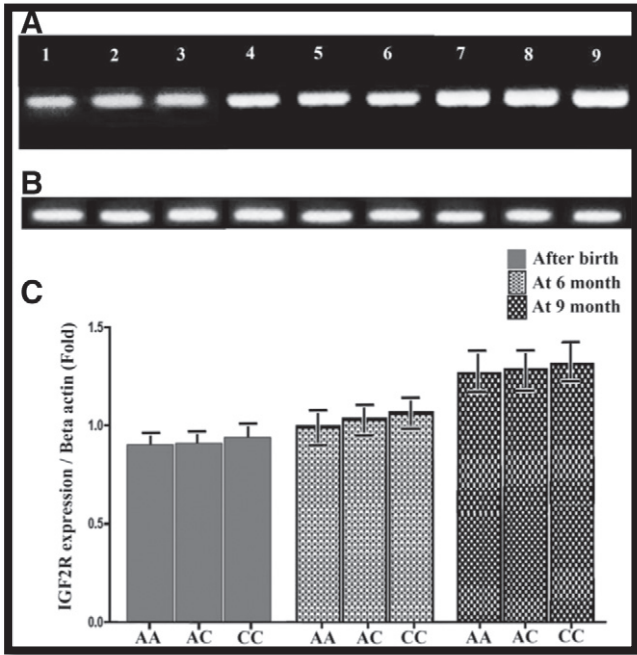 A
1 2 3 4 5 6 7 8 9
B
After birth
At 6 month
At 9 month
C
IGF2R expression / Beta actin (Fold)
1.5
1.0
0.5
0.0
AA AC CC AA AC CC AA AC CC